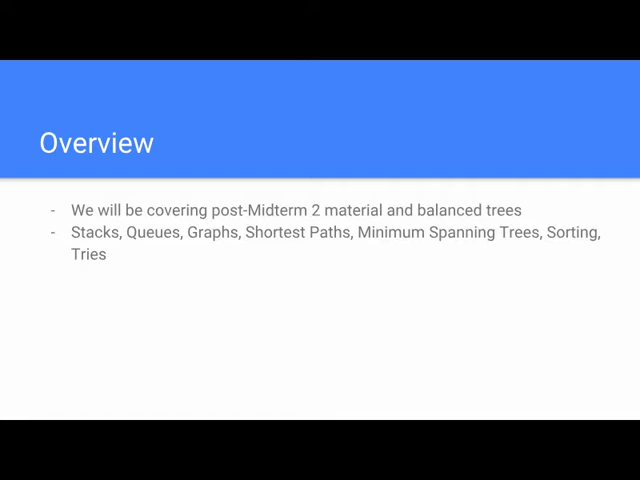 Overview
- We will be covering post-Midterm 2 material and balanced trees
- Stacks, Queues, Graphs, Shortest Paths, Minimum Spanning Trees, Sorting,
Tries